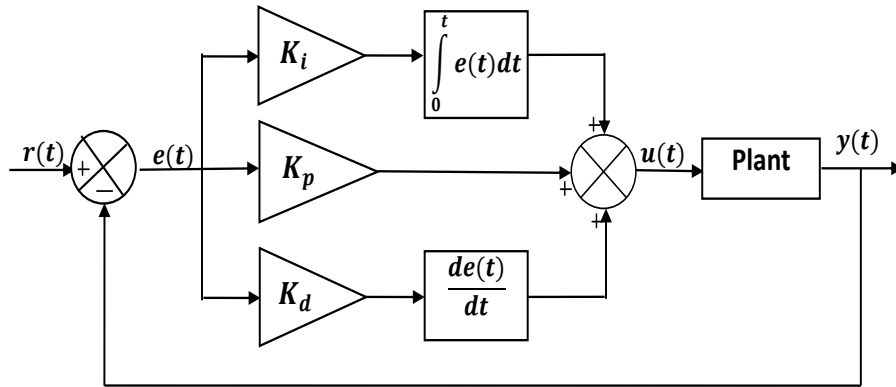 K_i
∫_0^t e(t)dt
+
r(t)
+
−
e(t)
K_p
+
u(t)
Plant
y(t)
+
K_d
de(t)/dt